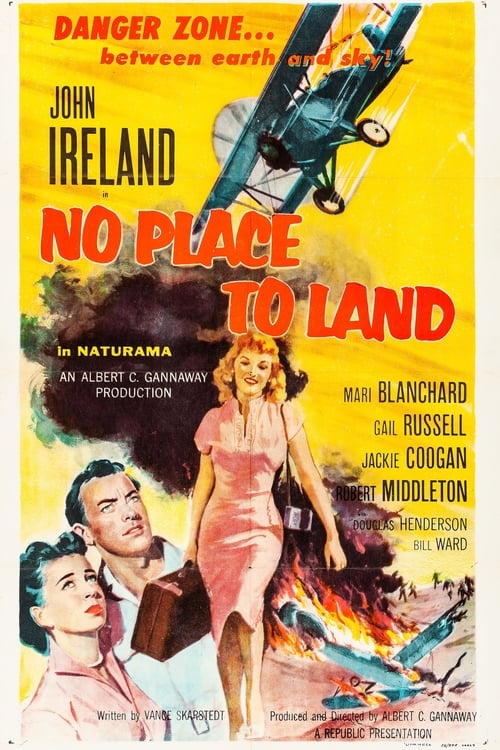 DANGER ZONE...
between earth and sky!
JOHN
IRELAND
in
NO PLACE
TO LAND
in NATURAMA
AN ALBERT C. GANNAWAY
PRODUCTION
MARI BLANCHARD
GAIL RUSSELL
JACKIE COOGAN
ROBERT MIDDLETON
with
DOUGLAS HENDERSON
BILL WARD
Written by VANCE SKARSTEDT
Produced and Directed by ALBERT C. GANNAWAY
A REPUBLIC PRESENTATION